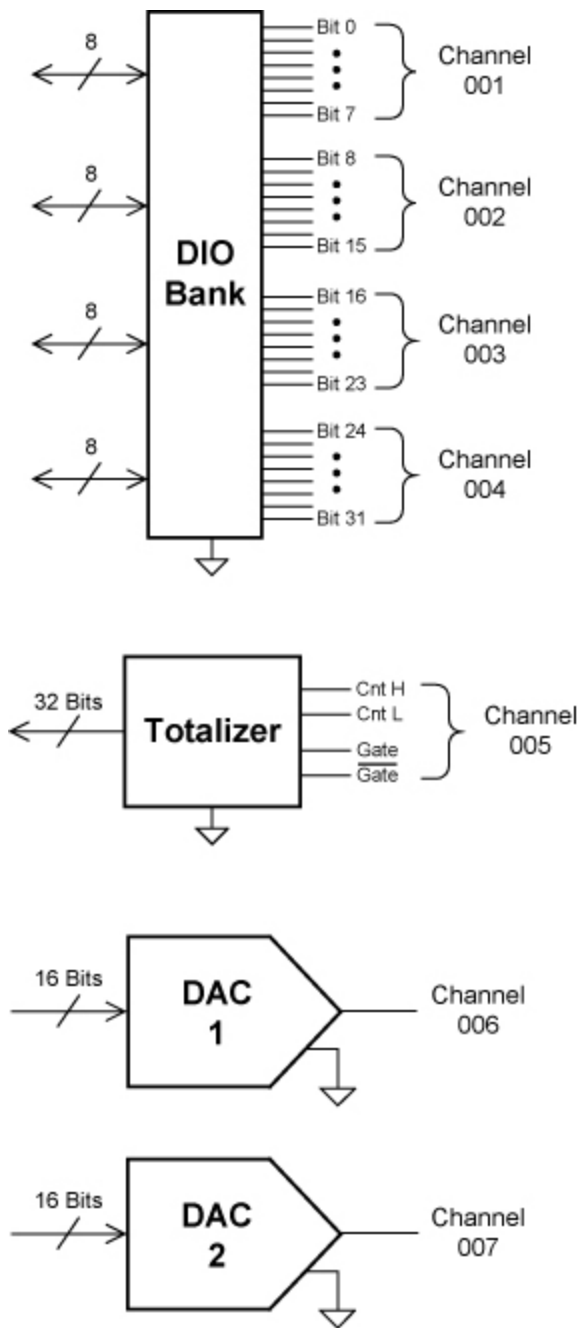 8
Bit 0
Bit 7
Channel
001
8
Bit 8
Bit 15
Channel
002
DIO
Bank
8
Bit 16
Bit 23
Channel
003
8
Bit 24
Bit 31
Channel
004
32 Bits
Totalizer
Cnt H
Cnt L
Gate
Gate
Channel
005
16 Bits
DAC
1
Channel
006
16 Bits
DAC
2
Channel
007